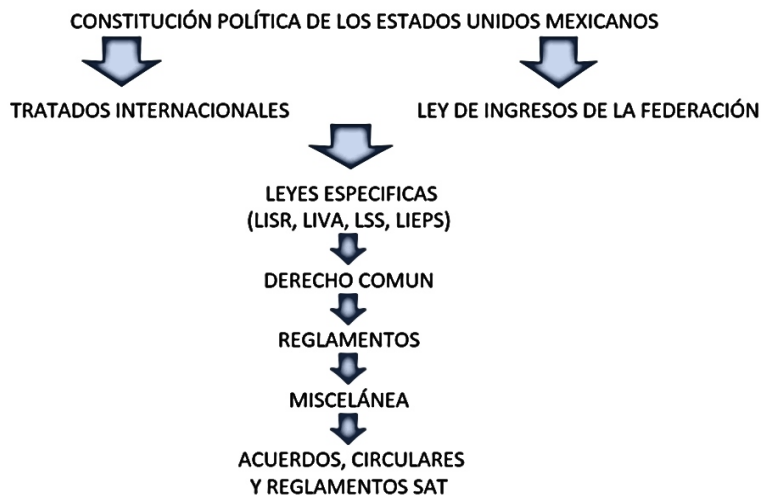 CONSTITUCIÓN POLÍTICA DE LOS ESTADOS UNIDOS MEXICANOS
TRATADOS INTERNACIONALES
LEY DE INGRESOS DE LA FEDERACIÓN
LEYES ESPECIFICAS
(LISR, LIVA, LSS, LIEPS)
DERECHO COMUN
REGLAMENTOS
MISCELÁNEA
ACUERDOS, CIRCULARES
Y REGLAMENTOS SAT